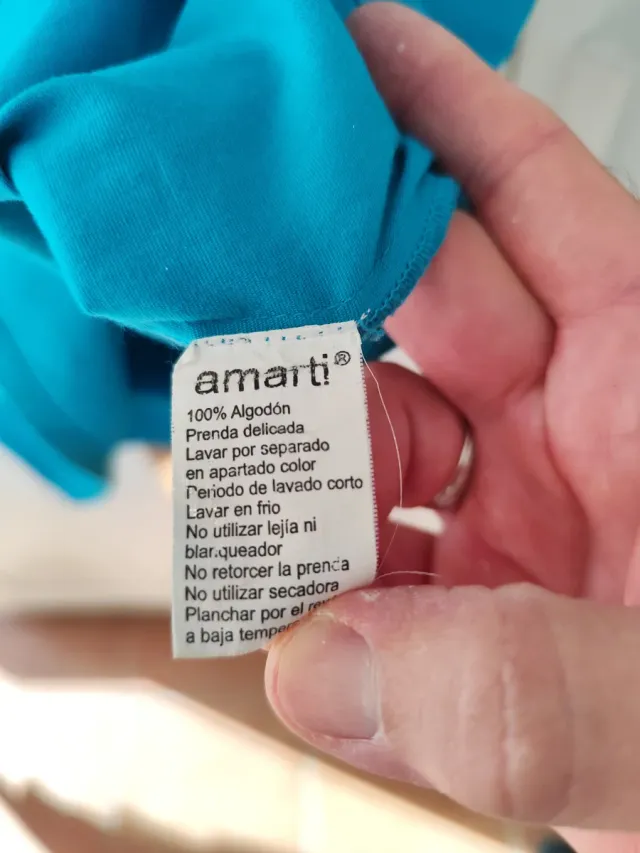 amarti®
100% Algodón
Prenda delicada
Lavar por separado
en apartado color
Periodo de lavado corto
Lavar en frio
No utilizar lejía ni
blanqueador
No retorcer la prenda
No utilizar secadora
Planchar por el
a baja